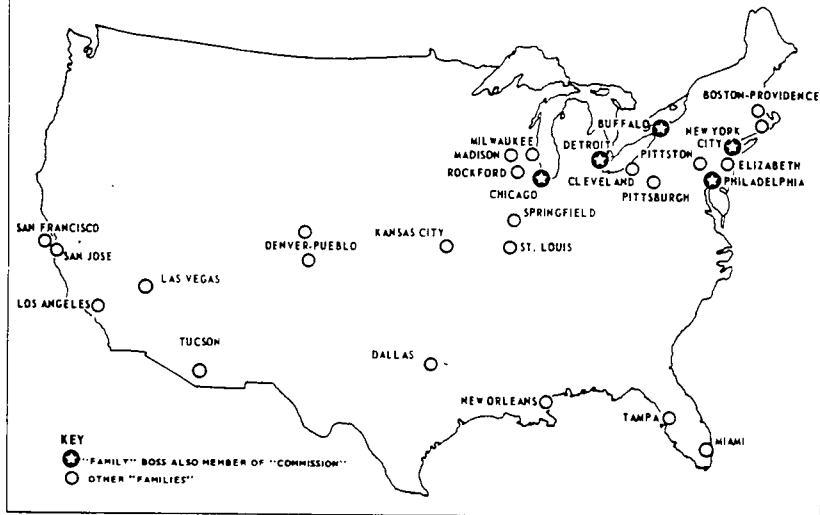 BOSTON-PROVIDENCE
BUFFALO
NEW YORK
CITY
DETROIT
MILWAUKEE
MADISON
PITTSTON
ELIZABETH
ROCKFORD
CLEVELAND
PHILADELPHIA
CHICAGO
PITTSBURGH
SPRINGFIELD
SAN FRANCISCO
KANSAS CITY
DENVER-PUEBLO
ST. LOUIS
SAN JOSE
LAS VEGAS
LOS ANGELES
TUCSON
DALLAS
NEW ORLEANS
TAMPA
MIAMI
KEY
"FAMILY" BOSS ALSO MEMBER OF "COMMISSION"
OTHER "FAMILIES"